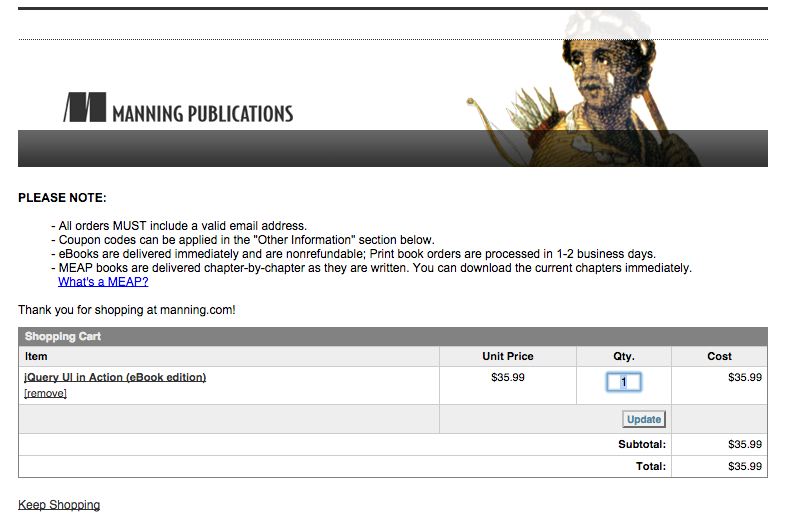 MANNING PUBLICATIONS
PLEASE NOTE:
- All orders MUST include a valid email address.
- Coupon codes can be applied in the "Other Information" section below.
- eBooks are delivered immediately and are nonrefundable; Print book orders are processed in 1-2 business days.
- MEAP books are delivered chapter-by-chapter as they are written. You can download the current chapters immediately.
What's a MEAP?
Thank you for shopping at manning.com!
Shopping Cart
Item Unit Price Qty. Cost
jQuery UI in Action (eBook edition) $35.99 1 $35.99
[remove]
Update
Subtotal: $35.99
Total: $35.99
Keep Shopping